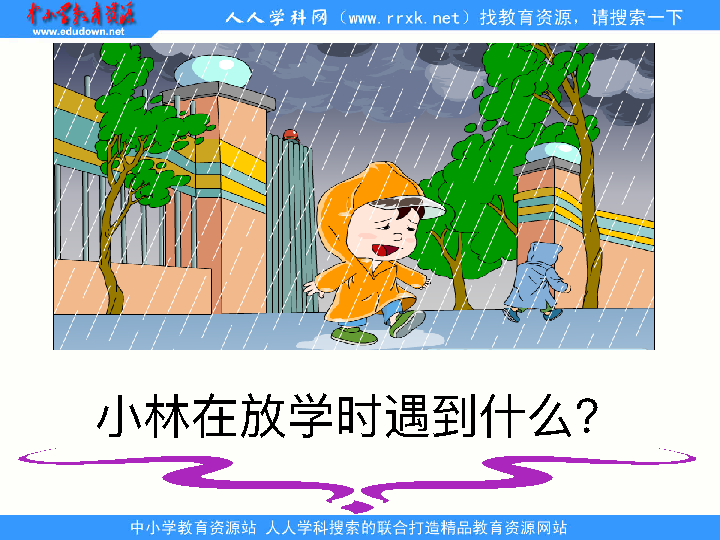 中小学教育资源
www.edudown.net
人人学科网（www.rrxk.net）找教育资源，请搜索一下
小林在放学时遇到什么?
中小学教育资源站 人人学科搜索的联合打造精品教育资源网站